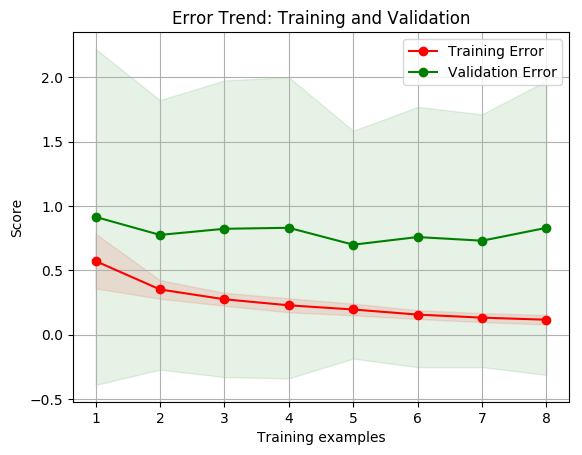 Error Trend: Training and Validation
Training Error
Validation Error
Score
2.0
1.5
1.0
0.5
0.0
−0.5
1 2 3 4 5 6 7 8
Training examples